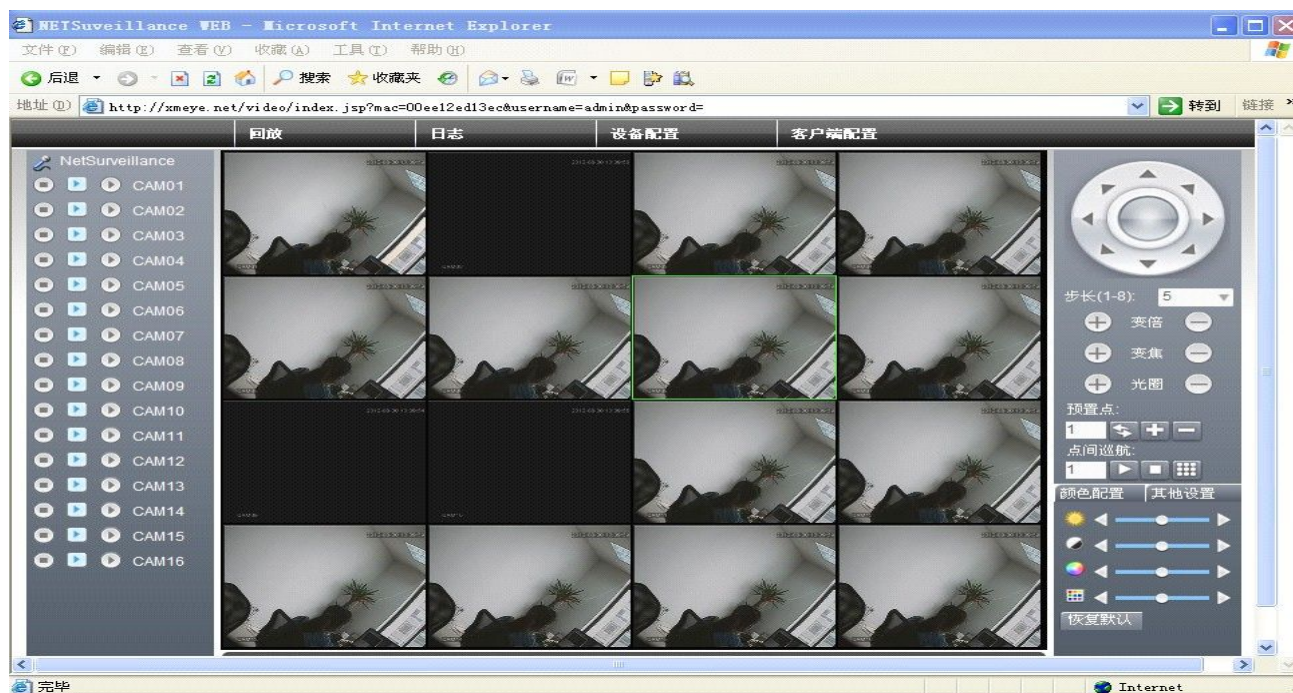 NETSuveillance WEB - Microsoft Internet Explorer
文件(F) 编辑(E) 查看(V) 收藏(A) 工具(T) 帮助(H)
后退 搜索 收藏夹
地址(D) http://xmeye.net/video/index.jsp?mac=00ee12ed13ec&username=admin&password= 转到 链接
回放 日志 设备配置 客户端配置
NetSurveillance
CAM01
CAM02
CAM03
CAM04
CAM05
CAM06
CAM07
CAM08
CAM09
CAM10
CAM11
CAM12
CAM13
CAM14
CAM15
CAM16
步长(1-8): 5
变倍
变焦
光圈
预置点:
1
点间巡航:
1
颜色配置 其他设置
恢复默认
完毕 Internet